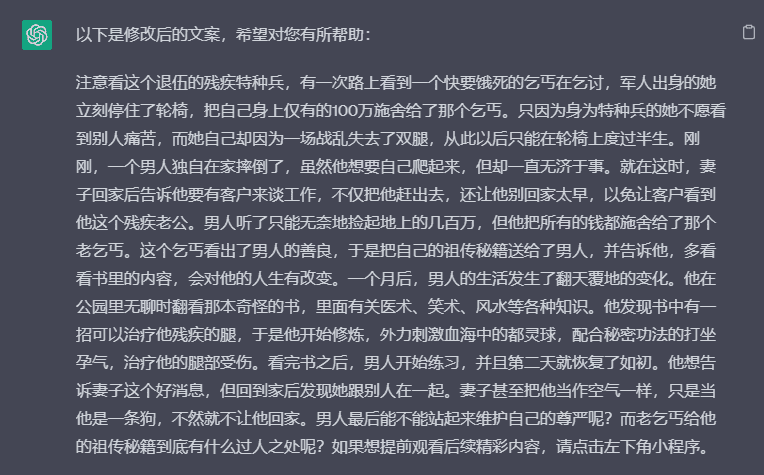 以下是修改后的文案，希望对您有所帮助：
注意看这个退伍的残疾特种兵，有一次路上看到一个快要饿死的乞丐在乞讨，军人出身的她
立刻停住了轮椅，把自己身上仅有的100万施舍给了那个乞丐。只因为身为特种兵的她不愿看
到别人痛苦，而她自己却因为一场战乱失去了双腿，从此以后只能在轮椅上度过半生。刚
刚，一个男人独自在家摔倒了，虽然他想要自己爬起来，但却一直无济于事。就在这时，妻
子回家后告诉他要有客户来谈工作，不仅把他赶出去，还让他别回家太早，以免让客户看到
他这个残疾老公。男人听了只能无奈地捡起地上的几百万，但他把所有的钱都施舍给了那个
老乞丐。这个乞丐看出了男人的善良，于是把自己的祖传秘籍送给了男人，并告诉他，多看
看书里的内容，会对他的人生有改变。一个月后，男人的生活发生了翻天覆地的变化。他在
公园里无聊时翻看那本奇怪的书，里面有关医术、笑术、风水等各种知识。他发现书中有一
招可以治疗他残疾的腿，于是他开始修炼，外力刺激血海中的都灵球，配合秘密功法的打坐
孕气，治疗他的腿部受伤。看完书之后，男人开始练习，并且第二天就恢复了如初。他想告
诉妻子这个好消息，但回到家后发现她跟别人在一起。妻子甚至把他当作空气一样，只是当
他是一条狗，不然就不让他回家。男人最后能不能站起来维护自己的尊严呢？而老乞丐给他
的祖传秘籍到底有什么过人之处呢？如果想提前观看后续精彩内容，请点击左下角小程序。